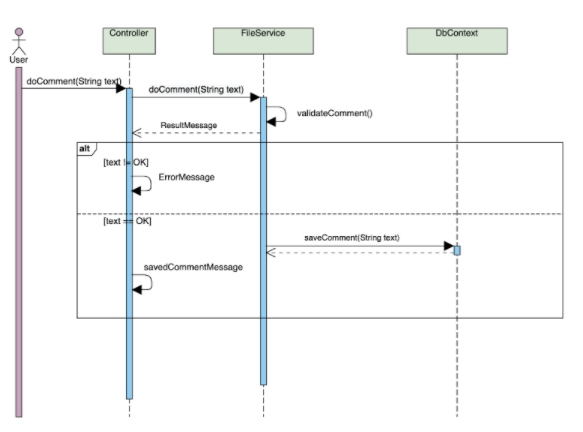 Controller
FileService
DbContext
User
doComment(String text)
doComment(String text)
validateComment()
ResultMessage
alt
[text != OK]
ErrorMessage
[text == OK]
saveComment(String text)
savedCommentMessage